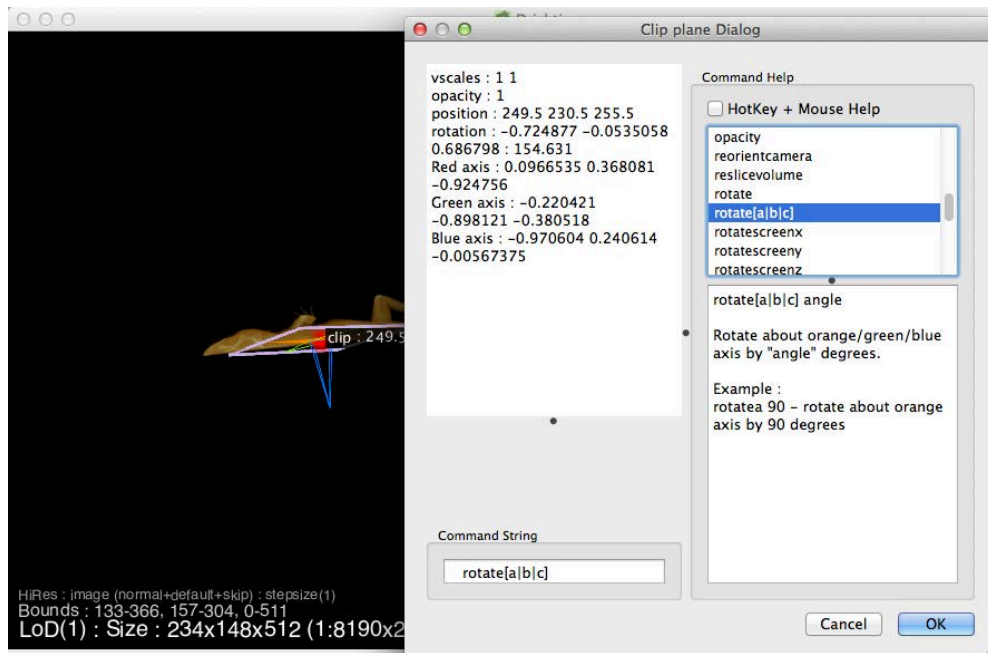 Clip plane Dialog
vscales : 1 1
opacity : 1
position : 249.5 230.5 255.5
rotation : -0.724877 -0.0535058
0.686798 : 154.631
Red axis : 0.0966535 0.368081
-0.924756
Green axis : -0.220421
-0.898121 -0.380518
Blue axis : -0.970604 0.240614
-0.00567375
Command Help
HotKey + Mouse Help
opacity
reorientcamera
reslicevolume
rotate
rotate[a|b|c]
rotatescreenx
rotatescreeny
rotatescreenz
rotate[a|b|c] angle
Rotate about orange/green/blue
axis by "angle" degrees.
Example :
rotatea 90 – rotate about orange
axis by 90 degrees
clip : 249.5
Command String
rotate[a|b|c]
HiRes : image (normal+default+skip) : stepsize(1)
Bounds : 133-366, 157-304, 0-511
LoD(1) : Size : 234x148x512 (1:8190x2
Cancel
OK